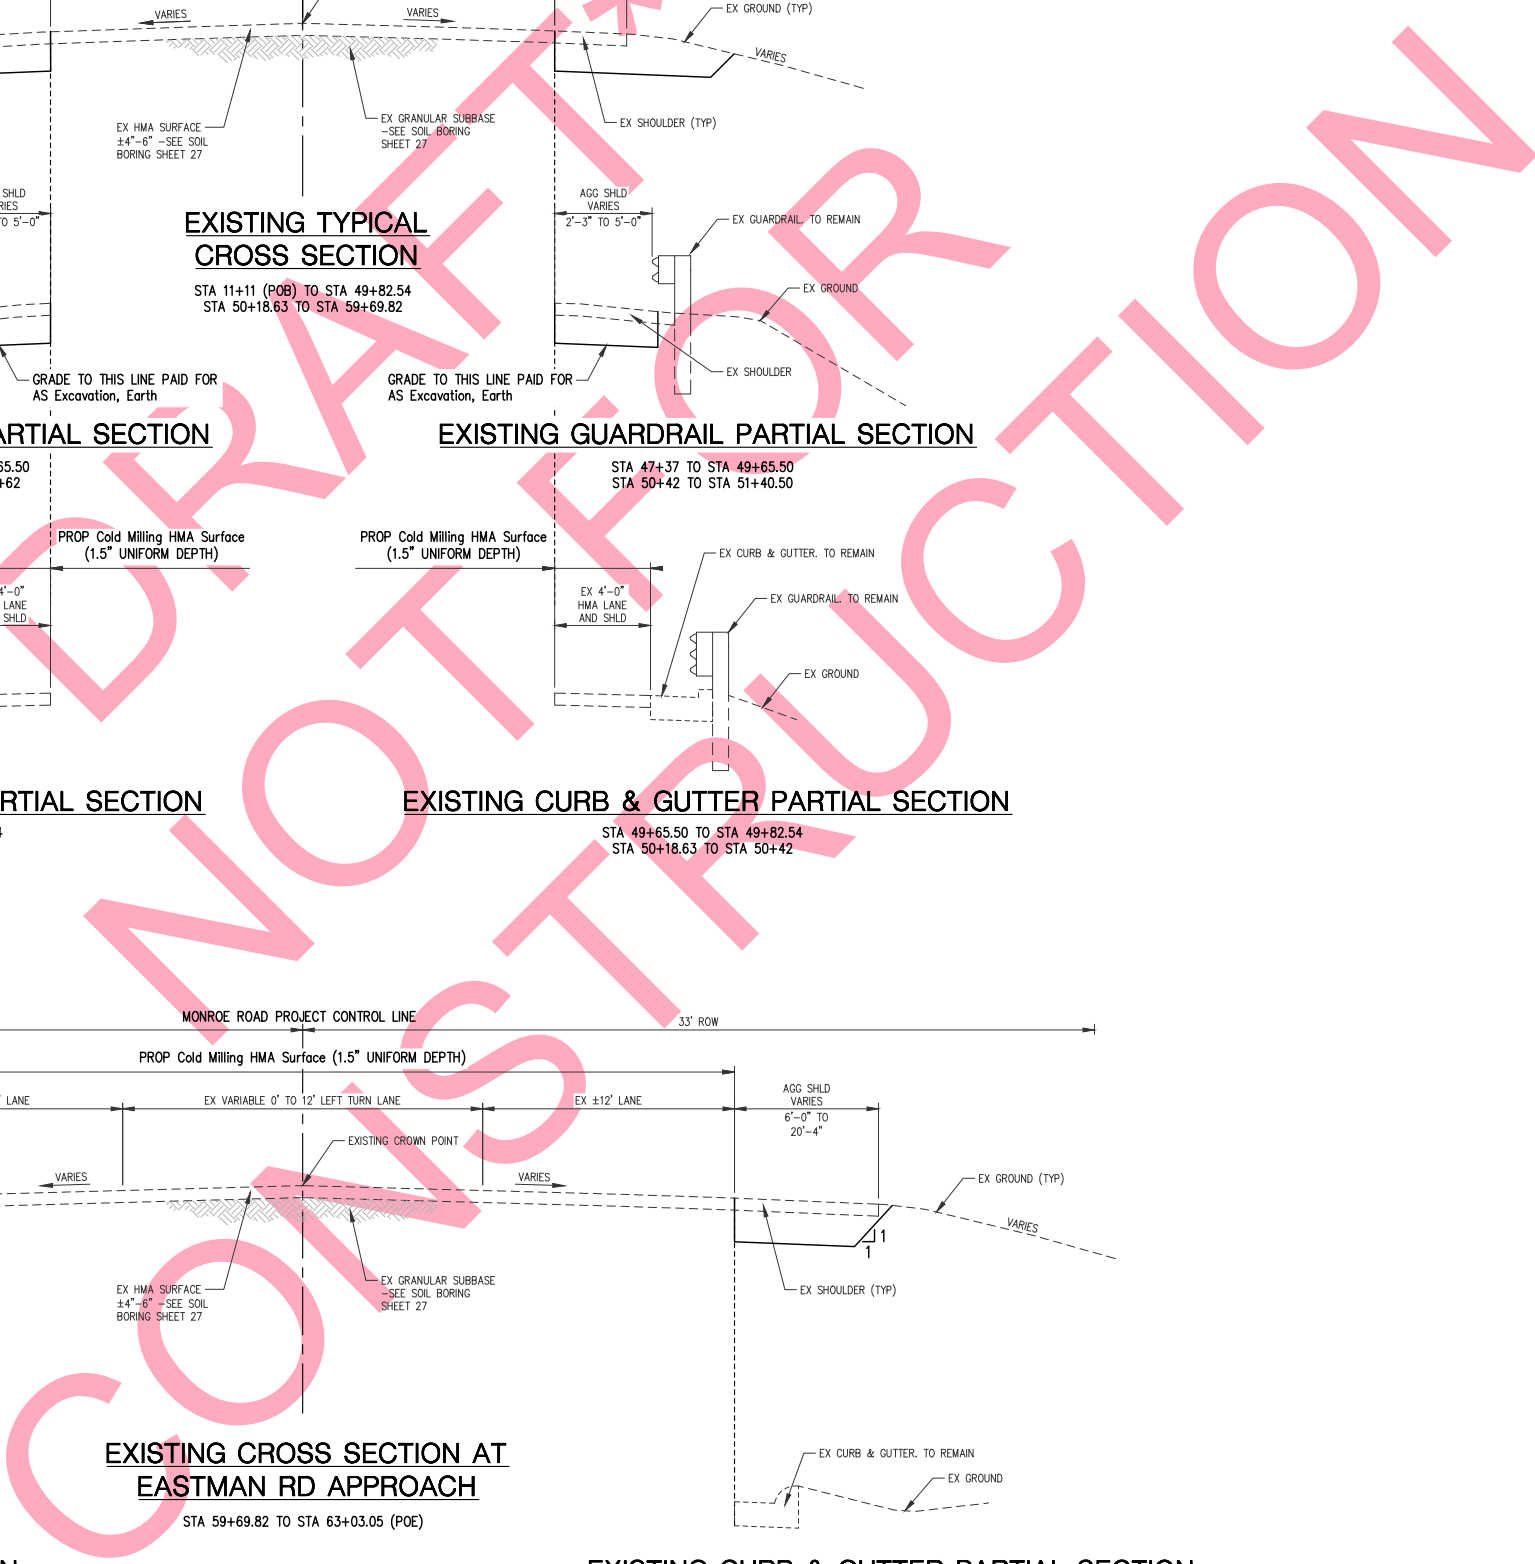 VARIES
VARIES
EX GROUND (TYP)
VARIES
EX HMA SURFACE
±4"-6" -SEE SOIL
BORING SHEET 27
EX GRANULAR SUBBASE
-SEE SOIL BORING
SHEET 27
EX SHOULDER (TYP)
SHLD
RIES
TO 5'-0"
EXISTING TYPICAL
CROSS SECTION
STA 11+11 (POB) TO STA 49+82.54
STA 50+18.63 TO STA 59+69.82
AGG SHLD
VARIES
2'-3" TO 5'-0"
EX GUARDRAIL. TO REMAIN
EX GROUND
EX SHOULDER
GRADE TO THIS LINE PAID FOR
AS Excavation, Earth
GRADE TO THIS LINE PAID FOR
AS Excavation, Earth
ARTIAL SECTION
65.50
+62
EXISTING GUARDRAIL PARTIAL SECTION
STA 47+37 TO STA 49+65.50
STA 50+42 TO STA 51+40.50
PROP Cold Milling HMA Surface
(1.5" UNIFORM DEPTH)
PROP Cold Milling HMA Surface
(1.5" UNIFORM DEPTH)
4'-0"
LANE
SHLD
EX 4'-0"
HMA LANE
AND SHLD
EX CURB & GUTTER. TO REMAIN
EX GUARDRAIL. TO REMAIN
EX GROUND
RTIAL SECTION
4
EXISTING CURB & GUTTER PARTIAL SECTION
STA 49+65.50 TO STA 49+82.54
STA 50+18.63 TO STA 50+42
MONROE ROAD PROJECT CONTROL LINE
33' ROW
PROP Cold Milling HMA Surface (1.5" UNIFORM DEPTH)
' LANE
EX VARIABLE 0' TO 12' LEFT TURN LANE
EX ±12' LANE
AGG SHLD
VARIES
6'-0" TO
20'-4"
EXISTING CROWN POINT
VARIES
VARIES
EX GROUND (TYP)
VARIES
1
1
EX HMA SURFACE
±4"-6" -SEE SOIL
BORING SHEET 27
EX GRANULAR SUBBASE
-SEE SOIL BORING
SHEET 27
EX SHOULDER (TYP)
EXISTING CROSS SECTION AT
EASTMAN RD APPROACH
STA 59+69.82 TO STA 63+03.05 (POE)
EX CURB & GUTTER. TO REMAIN
EX GROUND
N
EXISTING CURB & GUTTER PARTIAL SECTION
DRAFT*
NOT FOR
CONSTRUCTION